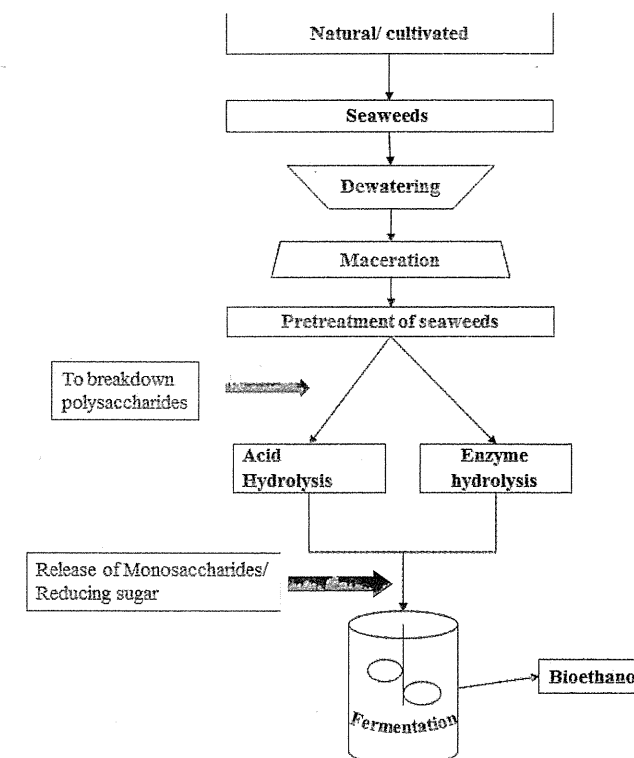 Natural/ cultivated
Seaweeds
Dewatering
Maceration
Pretreatment of seaweeds
To breakdown
polysaccharides
Acid
Hydrolysis
Enzyme
hydrolysis
Release of Monosaccharides/
Reducing sugar
Bioethano
Fermentation